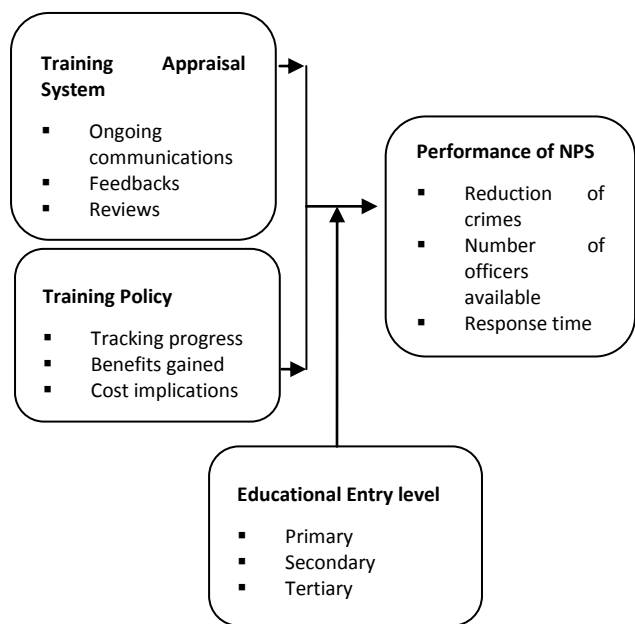 Training Appraisal
System
▪ Ongoing
communications
▪ Feedbacks
▪ Reviews
Training Policy
▪ Tracking progress
▪ Benefits gained
▪ Cost implications
Performance of NPS
▪ Reduction of
crimes
▪ Number of
officers
available
▪ Response time
Educational Entry level
▪ Primary
▪ Secondary
▪ Tertiary